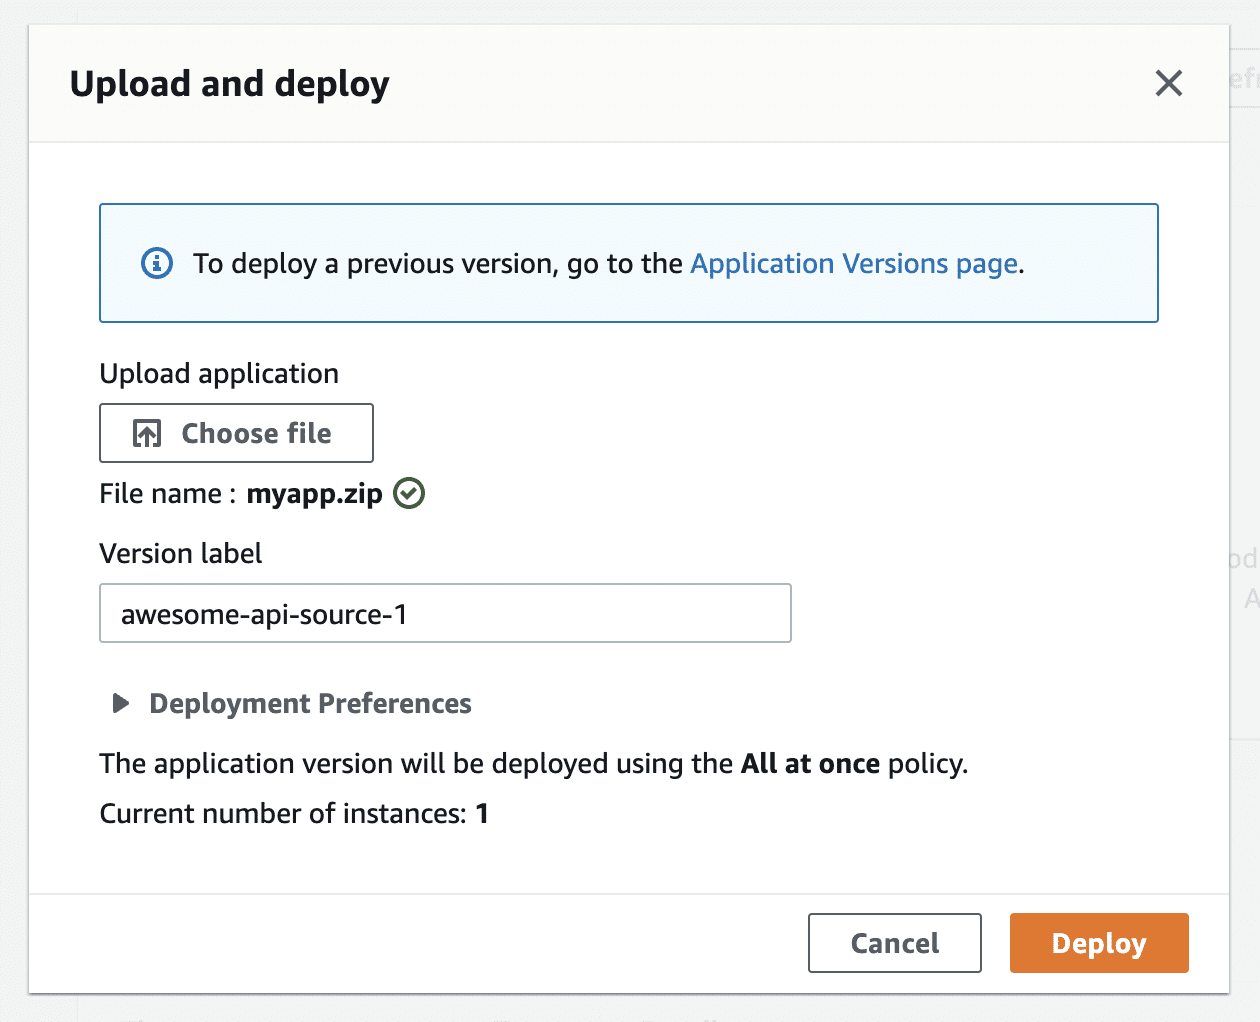 Upload and deploy
To deploy a previous version, go to the Application Versions page.
Upload application
Choose file
File name : myapp.zip
Version label
awesome-api-source-1
Deployment Preferences
The application version will be deployed using the All at once policy.
Current number of instances: 1
Cancel
Deploy